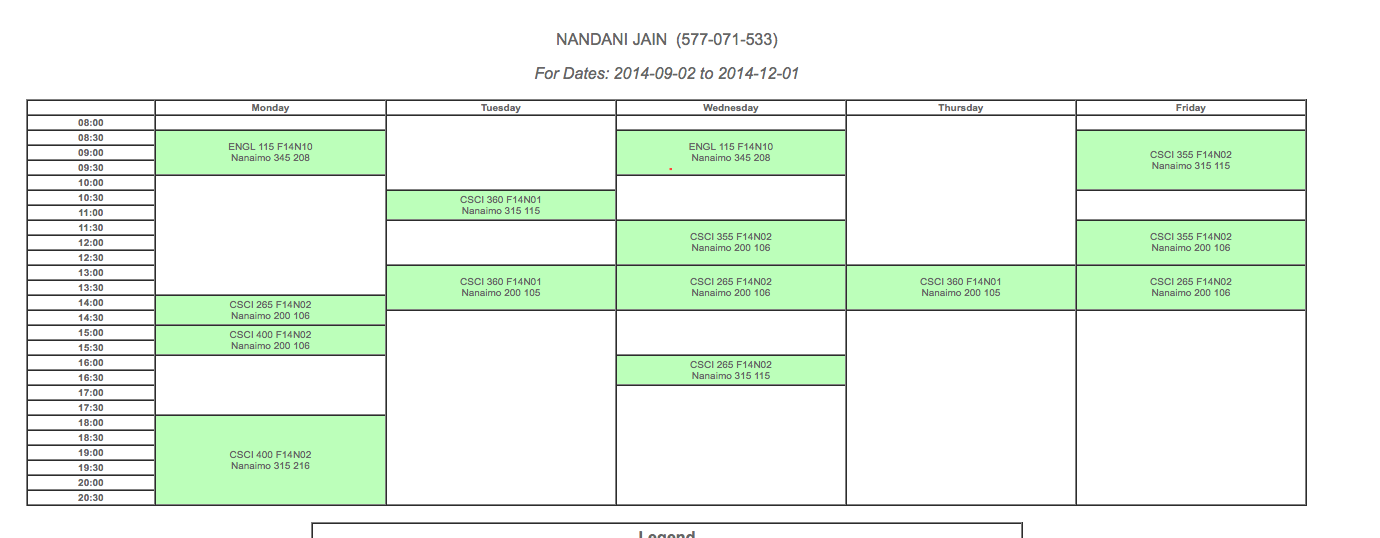 NANDANI JAIN (577-071-533)
For Dates: 2014-09-02 to 2014-12-01
Monday Tuesday Wednesday Thursday Friday
08:00
08:30
09:00
09:30
10:00
10:30
11:00
11:30
12:00
12:30
13:00
13:30
14:00
14:30
15:00
15:30
16:00
16:30
17:00
17:30
18:00
18:30
19:00
19:30
20:00
20:30
ENGL 115 F14N10
Nanaimo 345 208
CSCI 265 F14N02
Nanaimo 200 106
CSCI 400 F14N02
Nanaimo 200 106
CSCI 400 F14N02
Nanaimo 315 216
CSCI 360 F14N01
Nanaimo 315 115
CSCI 360 F14N01
Nanaimo 200 105
ENGL 115 F14N10
Nanaimo 345 208
CSCI 355 F14N02
Nanaimo 200 106
CSCI 265 F14N02
Nanaimo 200 106
CSCI 265 F14N02
Nanaimo 315 115
CSCI 360 F14N01
Nanaimo 200 105
CSCI 355 F14N02
Nanaimo 315 115
CSCI 355 F14N02
Nanaimo 200 106
CSCI 265 F14N02
Nanaimo 200 106
Legend